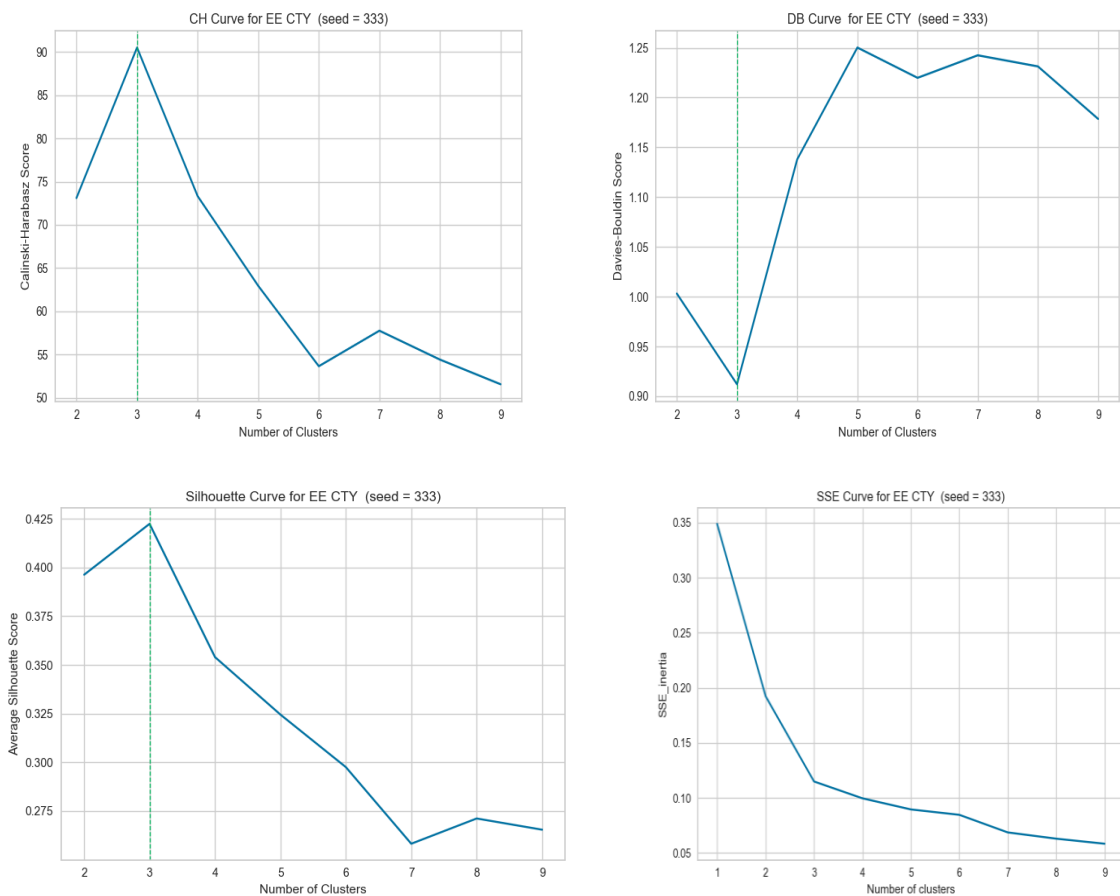 CH Curve for EE CTY  (seed = 333)
Calinski-Harabasz Score
90
85
80
75
70
65
60
55
50
2 3 4 5 6 7 8 9
Number of Clusters
DB Curve  for EE CTY  (seed = 333)
Davies-Bouldin Score
1.25
1.20
1.15
1.10
1.05
1.00
0.95
0.90
2 3 4 5 6 7 8 9
Number of Clusters
Silhouette Curve for EE CTY  (seed = 333)
Average Silhouette Score
0.425
0.400
0.375
0.350
0.325
0.300
0.275
2 3 4 5 6 7 8 9
Number of Clusters
SSE Curve for EE CTY  (seed = 333)
SSE_inertia
0.35
0.30
0.25
0.20
0.15
0.10
0.05
1 2 3 4 5 6 7 8 9
Number of clusters